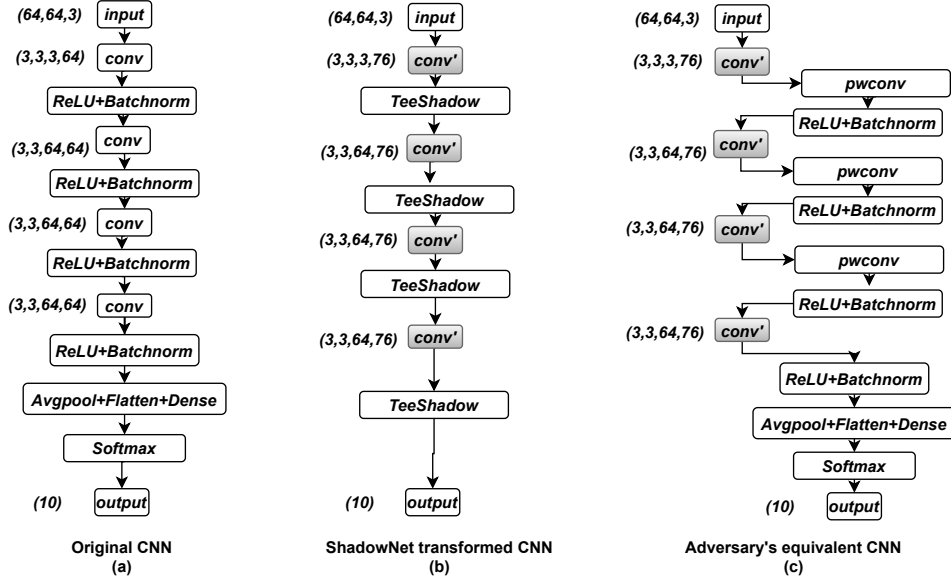 (64,64,3) input
(3,3,3,64) conv
ReLU+Batchnorm
(3,3,64,64) conv
ReLU+Batchnorm
(3,3,64,64) conv
ReLU+Batchnorm
(3,3,64,64) conv
ReLU+Batchnorm
Avgpool+Flatten+Dense
Softmax
(10) output
Original CNN
(a)
(64,64,3) input
(3,3,3,76) conv'
TeeShadow
(3,3,64,76) conv'
TeeShadow
(3,3,64,76) conv'
TeeShadow
(3,3,64,76) conv'
TeeShadow
(10) output
ShadowNet transformed CNN
(b)
(64,64,3) input
(3,3,3,76) conv'
pwconv
ReLU+Batchnorm
(3,3,64,76) conv'
pwconv
ReLU+Batchnorm
(3,3,64,76) conv'
pwconv
ReLU+Batchnorm
(3,3,64,76) conv'
ReLU+Batchnorm
Avgpool+Flatten+Dense
Softmax
(10) output
Adversary's equivalent CNN
(c)